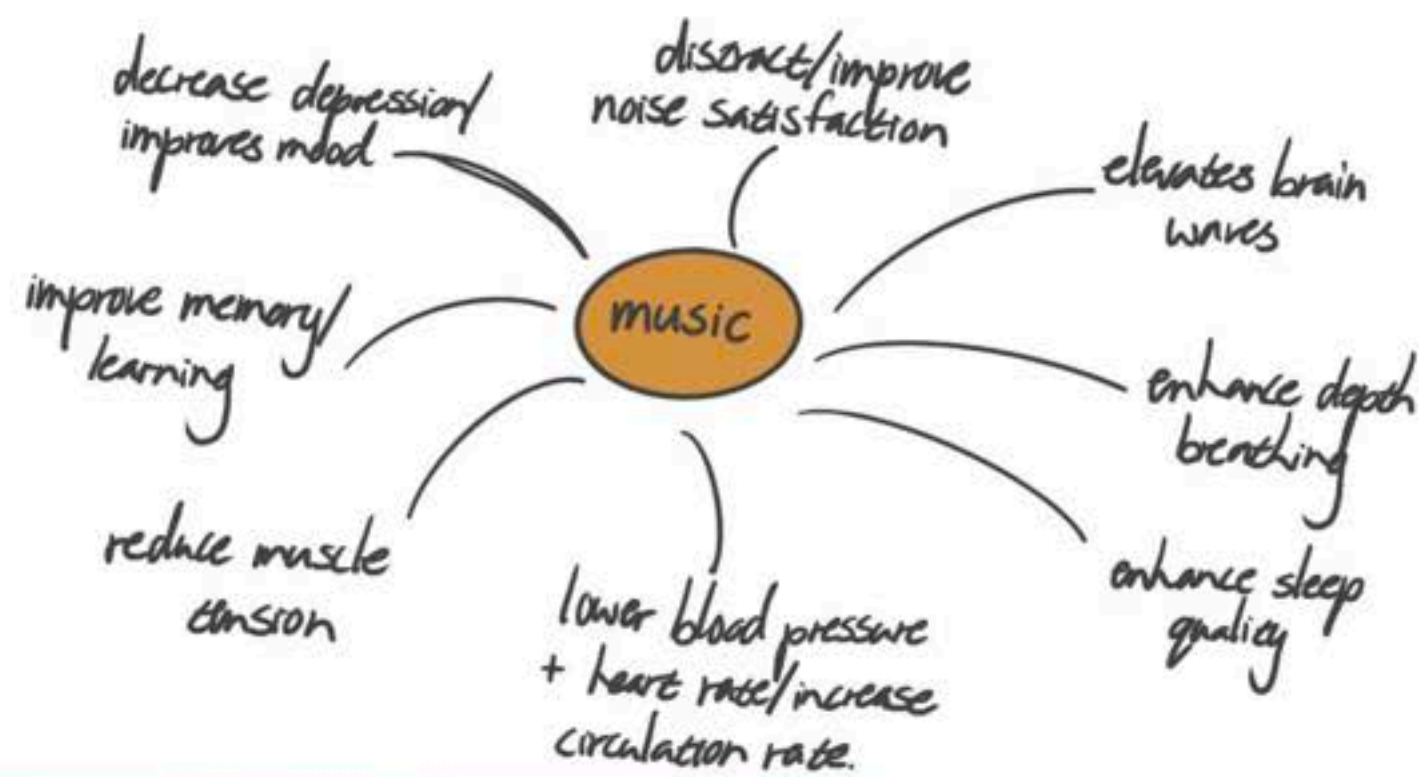 decrease depression/
improves mood
distract/improve
noise satisfaction
elevates brain
waves
improve memory/
learning
music
enhance depth
breathing
reduce muscle
tension
lower blood pressure
+ heart rate/increase
circulation rate.
enhance sleep
quality